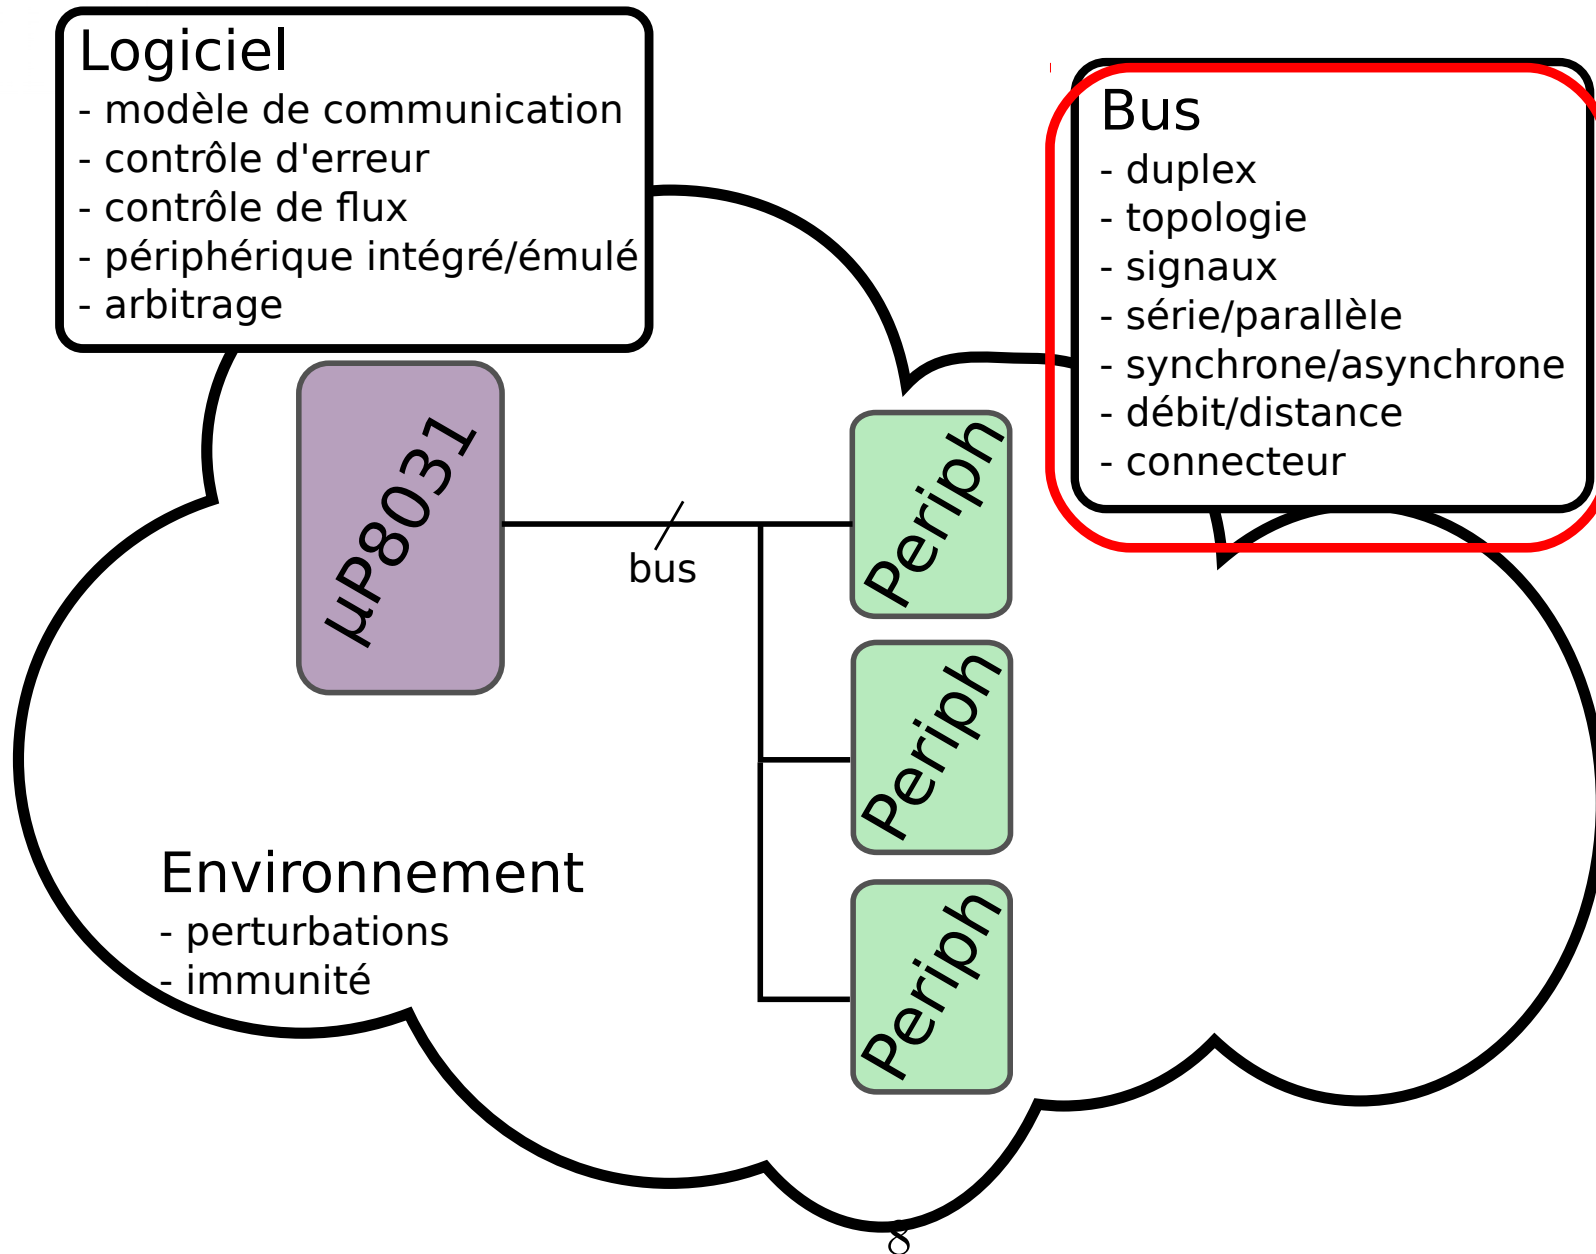 Logiciel
- modèle de communication
- contrôle d'erreur
- contrôle de flux
- périphérique intégré/émulé
- arbitrage
Bus
- duplex
- topologie
- signaux
- série/parallèle
- synchrone/asynchrone
- débit/distance
- connecteur
µP8031
bus
Periph
Periph
Periph
Environnement
- perturbations
- immunité
8